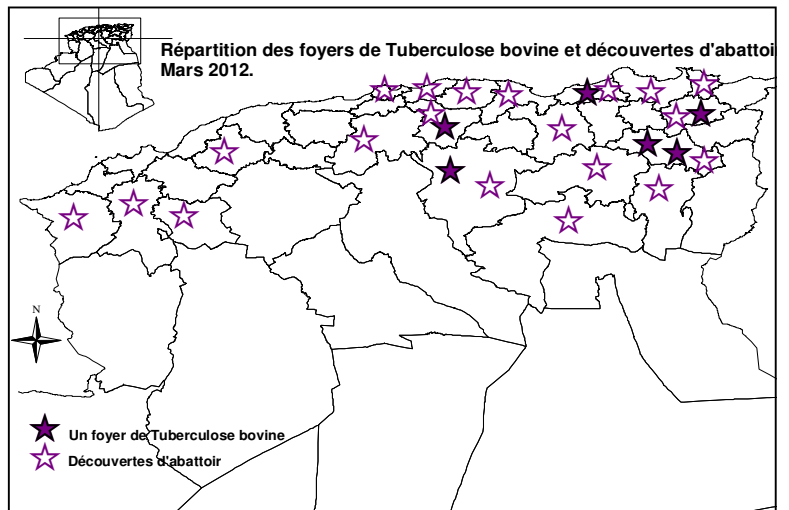 Répartition des foyers de Tuberculose bovine et découvertes d'abattoi
Mars 2012.
N
Un foyer de Tuberculose bovine
Découvertes d'abattoir